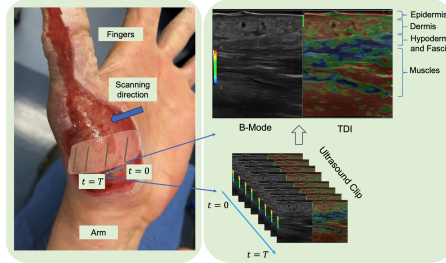 Fingers
Scanning
direction
t = T
t = 0
Arm
Epidermis
Dermis
Hypoderm
and Fasci
Muscles
B-Mode
TDI
Ultrasound Clip
t = 0
t = T